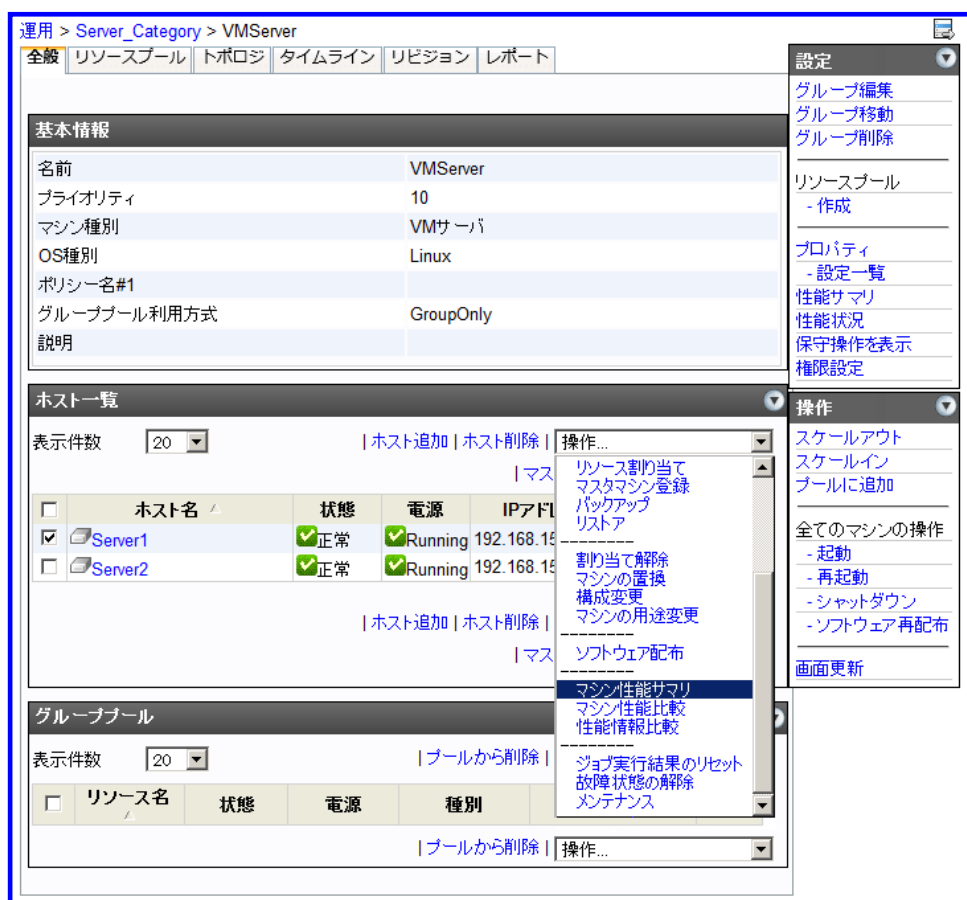 運用 > Server_Category > VMServer
全般 リソースプール トポロジ タイムライン リビジョン レポート
基本情報
名前 VMServer
プライオリティ 10
マシン種別 VMサーバ
OS種別 Linux
ポリシー名#1
グループプール利用方式 GroupOnly
説明
ホスト一覧
表示件数 20 | ホスト追加 | ホスト削除 | 操作...
| マス
ホスト名 状態 電源 IPアドレ
Server1 正常 Running 192.168.15
Server2 正常 Running 192.168.15
| ホスト追加 | ホスト削除 |
| マス
リソース割り当て
マスタマシン登録
バックアップ
リストア
--------
割り当て解除
マシンの置換
構成変更
マシンの用途変更
--------
ソフトウェア配布
--------
マシン性能サマリ
マシン性能比較
性能情報比較
--------
ジョブ実行結果のリセット
故障状態の解除
メンテナンス
グループプール
表示件数 20 | プールから削除 |
リソース名 状態 電源 種別
| プールから削除 | 操作...
設定
グループ編集
グループ移動
グループ削除
リソースプール
- 作成
プロパティ
- 設定一覧
性能サマリ
性能状況
保守操作を表示
権限設定
操作
スケールアウト
スケールイン
プールに追加
全てのマシンの操作
- 起動
- 再起動
- シャットダウン
- ソフトウェア再配布
画面更新